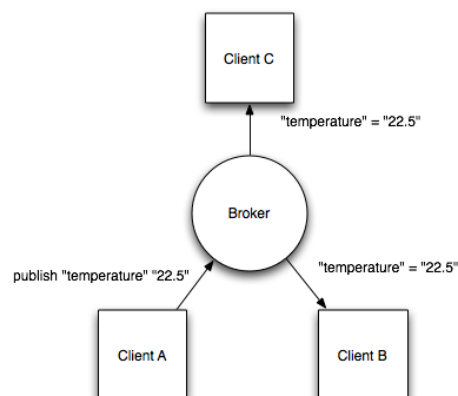 Client C
"temperature" = "22.5"
Broker
publish "temperature" "22.5"
"temperature" = "22.5"
Client A
Client B